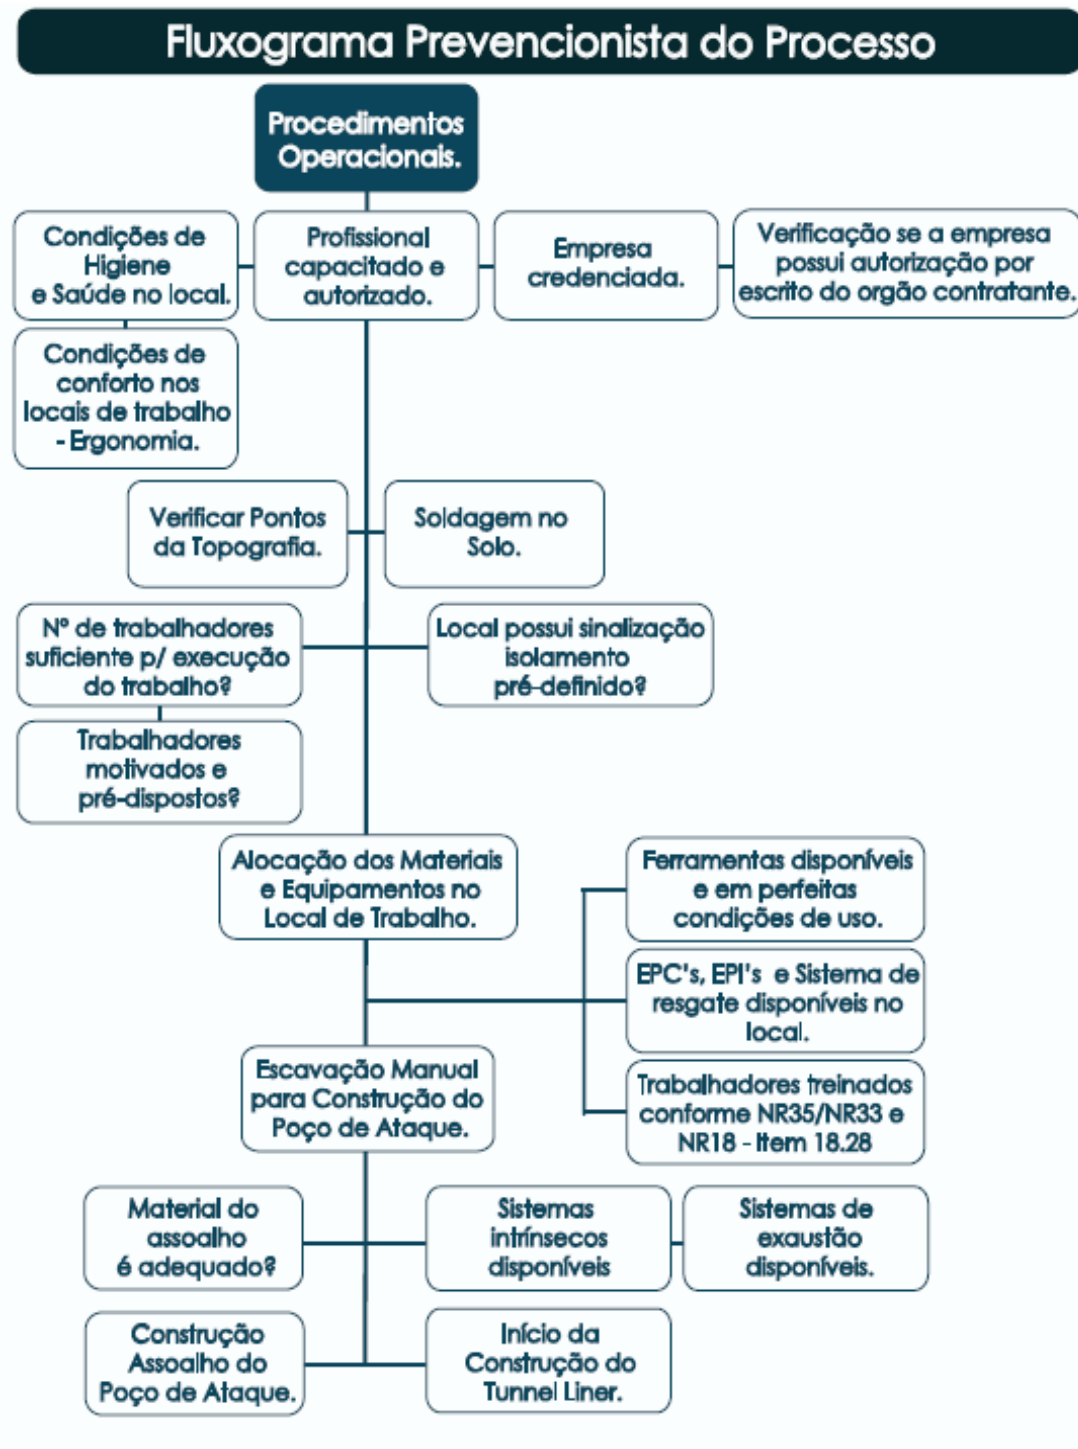 Fluxograma Prevencionista do Processo
Procedimentos
Operacionais.
Condições de
Higiene
e Saúde no local.
Profissional
capacitado e
autorizado.
Empresa
credenciada.
Verificação se a empresa
possui autorização por
escrito do orgão contratante.
Condições de
conforto nos
locais de trabalho
- Ergonomia.
Verificar Pontos
da Topografia.
Soldagem no
Solo.
Nº de trabalhadores
suficiente p/ execução
do trabalho?
Local possui sinalização
isolamento
pré-definido?
Trabalhadores
motivados e
pré-dispostos?
Alocação dos Materiais
e Equipamentos no
Local de Trabalho.
Ferramentas disponíveis
e em perfeitas
condições de uso.
EPC's, EPI's e Sistema de
resgate disponíveis no
local.
Escavação Manual
para Construção do
Poço de Ataque.
Trabalhadores treinados
conforme NR35/NR33 e
NR18 - Item 18.28
Material do
assoalho
é adequado?
Sistemas
intrínsecos
disponíveis
Sistemas de
exaustão
disponíveis.
Construção
Assoalho do
Poço de Ataque.
Início da
Construção do
Tunnel Liner.